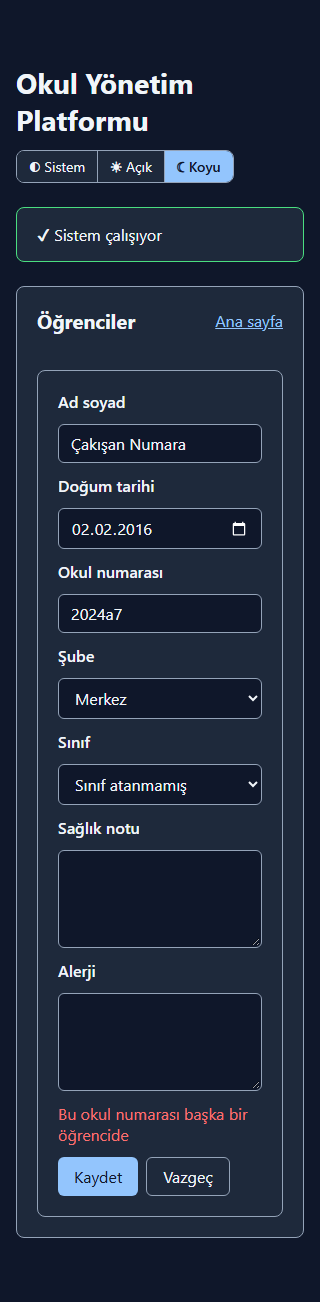 Okul Yönetim
Platformu
◐ Sistem ☀ Açık ☾ Koyu
✓ Sistem çalışıyor
Öğrenciler Ana sayfa
Ad soyad
Çakışan Numara
Doğum tarihi
02.02.2016
Okul numarası
2024a7
Şube
Merkez
Sınıf
Sınıf atanmamış
Sağlık notu
Alerji
Bu okul numarası başka bir
öğrencide
Kaydet Vazgeç